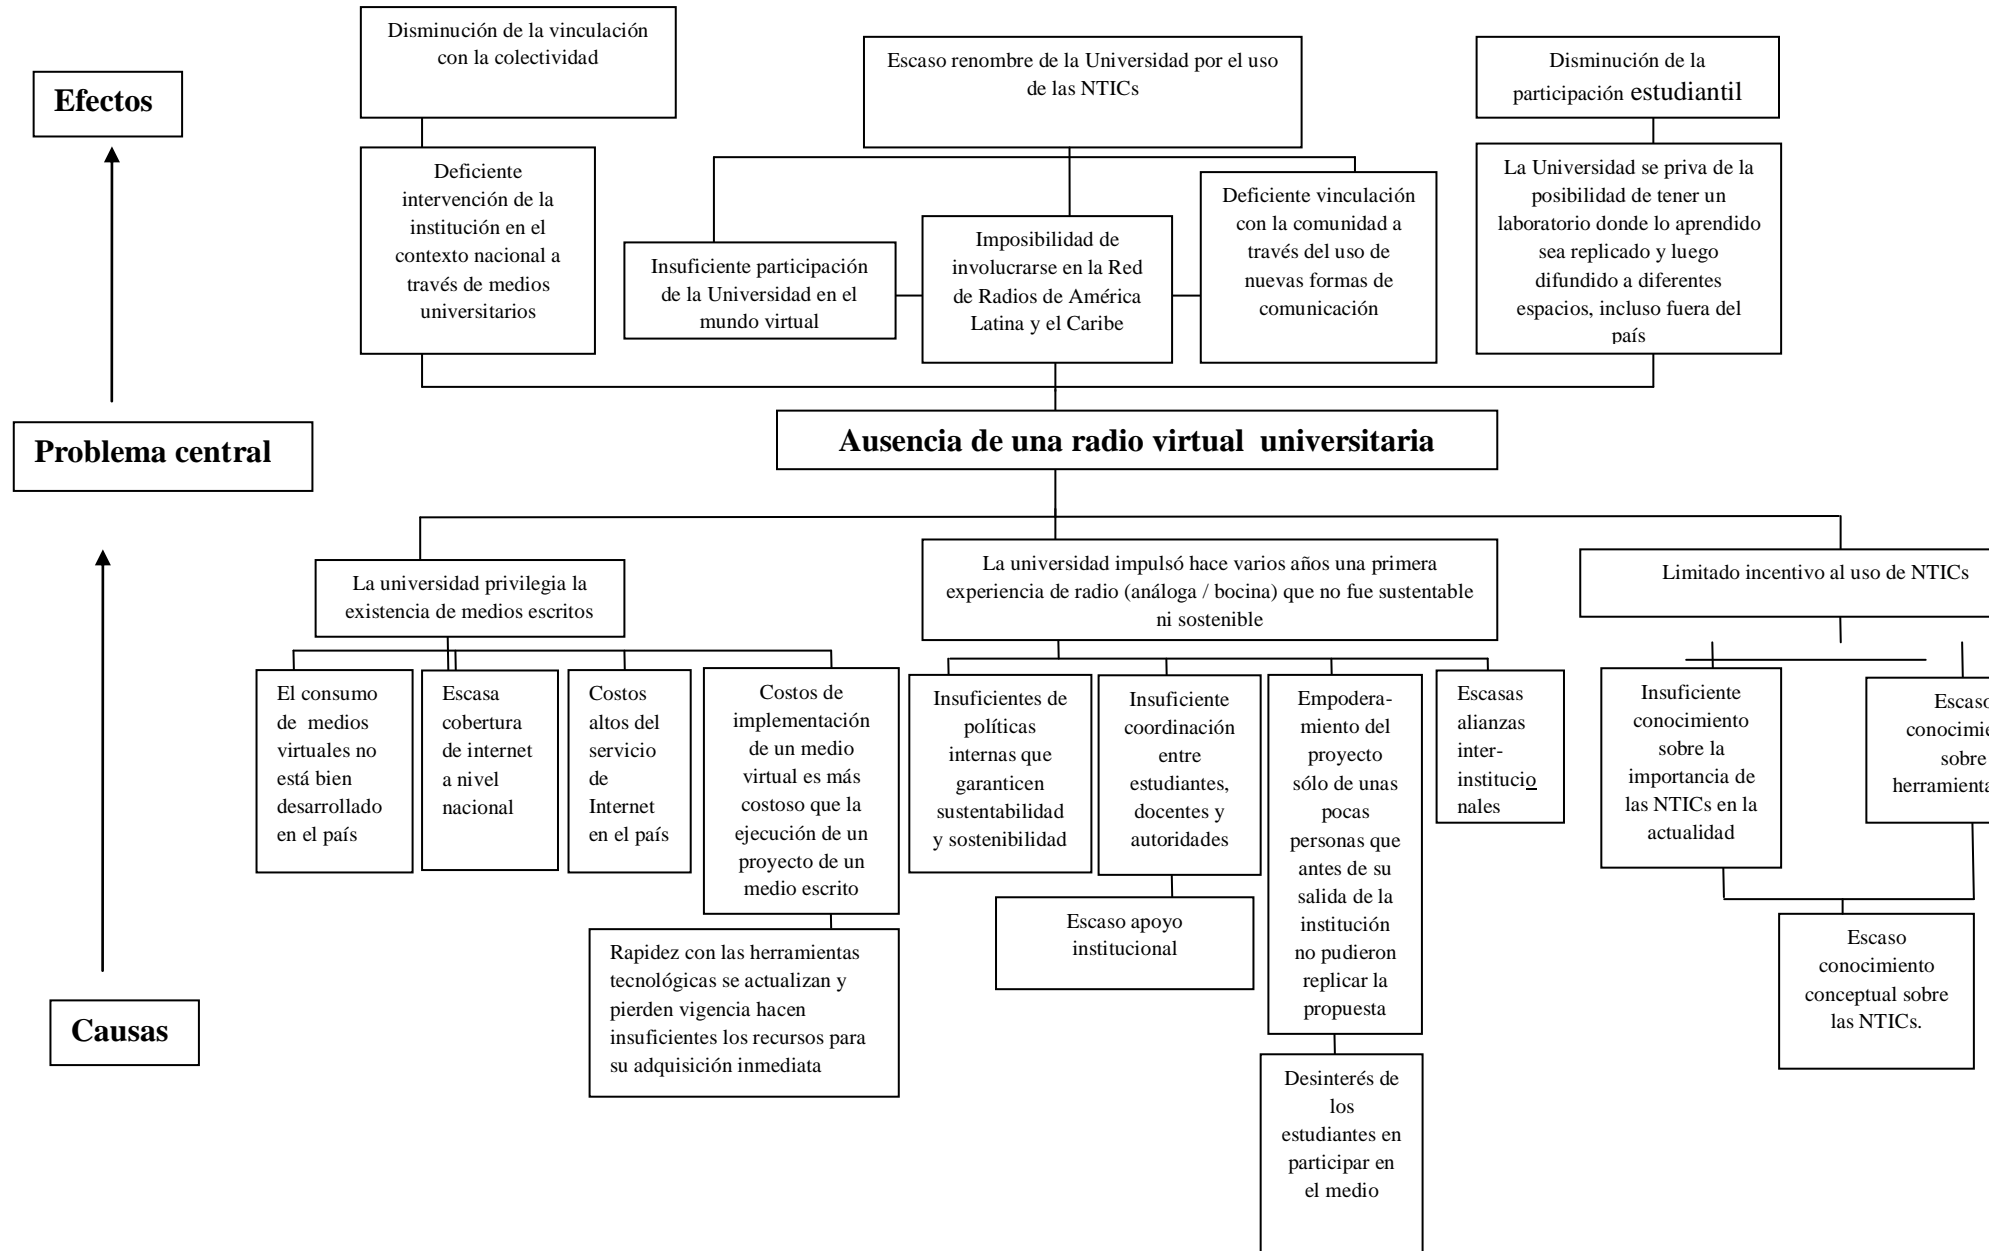 Disminución de la vinculación
con la colectividad
Escaso renombre de la Universidad por el uso
de las NTICs
Disminución de la
participación estudiantil
Efectos
Deficiente
intervención de la
institución en el
contexto nacional a
través de medios
universitarios
Insuficiente participación
de la Universidad en el
mundo virtual
Imposibilidad de
involucrarse en la Red
de Radios de América
Latina y el Caribe
Deficiente vinculación
con la comunidad a
través del uso de
nuevas formas de
comunicación
La Universidad se priva de la
posibilidad de tener un
laboratorio donde lo aprendido
sea replicado y luego
difundido a diferentes
espacios, incluso fuera del
país
Problema central
Ausencia de una radio virtual universitaria
La universidad privilegia la
existencia de medios escritos
La universidad impulsó hace varios años una primera
experiencia de radio (análoga / bocina) que no fue sustentable
ni sostenible
Limitado incentivo al uso de NTICs
El consumo
de medios
virtuales no
está bien
desarrollado
en el país
Escasa
cobertura
de internet
a nivel
nacional
Costos
altos del
servicio
de
Internet
en el país
Costos de
implementación
de un medio
virtual es más
costoso que la
ejecución de un
proyecto de un
medio escrito
Insuficientes de
políticas
internas que
garanticen
sustentabilidad
y sostenibilidad
Insuficiente
coordinación
entre
estudiantes,
docentes y
autoridades
Empodera-
miento del
proyecto
sólo de unas
pocas
personas que
antes de su
salida de la
institución
no pudieron
replicar la
propuesta
Escasas
alianzas
inter-
institucio
nales
Insuficiente
conocimiento
sobre la
importancia de
las NTICs en la
actualidad
Escaso
conocimie
sobre
herramienta
Rapidez con las herramientas
tecnológicas se actualizan y
pierden vigencia hacen
insuficientes los recursos para
su adquisición inmediata
Escaso apoyo
institucional
Desinterés de
los
estudiantes en
participar en
el medio
Escaso
conocimiento
conceptual sobre
las NTICs.
Causas